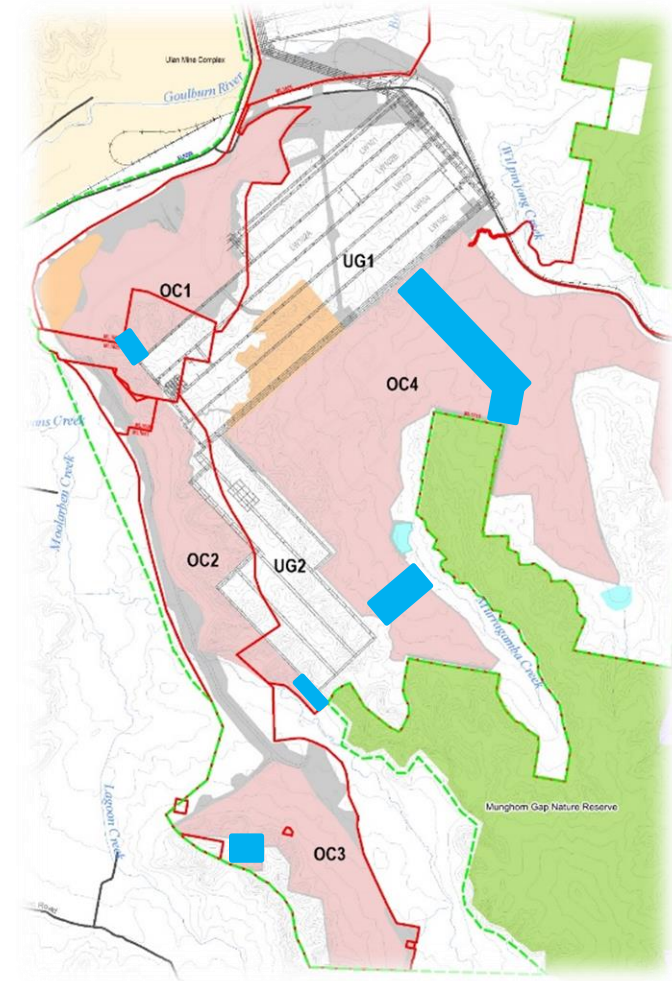 Ulan Mine Complex
Goulburn River
Wilpinjong Creek
UG1
OC1
OC4
Creek
Moolarben Creek
OC2
UG2
Murragamba Creek
Munghorn Gap Nature Reserve
Lagoon Creek
OC3